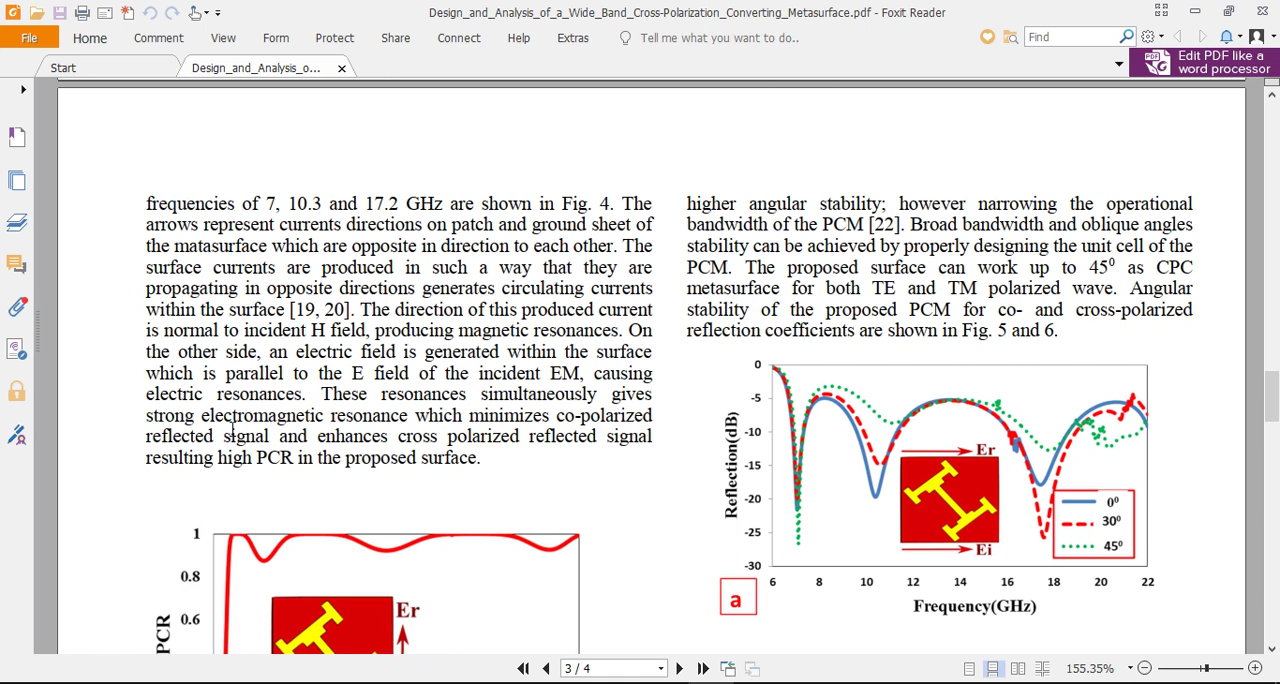 Design_and_Analysis_of_a_Wide_Band_Cross-Polarization_Converting_Metasurface.pdf - Foxit Reader
File Home Comment View Form Protect Share Connect Help Extras Tell me what you want to do.. Find
Start Design_and_Analysis_o... Edit PDF like a
word processor
frequencies of 7, 10.3 and 17.2 GHz are shown in Fig. 4. The
arrows represent currents directions on patch and ground sheet of
the matasurface which are opposite in direction to each other. The
surface currents are produced in such a way that they are
propagating in opposite directions generates circulating currents
within the surface [19, 20]. The direction of this produced current
is normal to incident H field, producing magnetic resonances. On
the other side, an electric field is generated within the surface
which is parallel to the E field of the incident EM, causing
electric resonances. These resonances simultaneously gives
strong electromagnetic resonance which minimizes co-polarized
reflected signal and enhances cross polarized reflected signal
resulting high PCR in the proposed surface.
1
0.8
0.6
PCR
Er
higher angular stability; however narrowing the operational
bandwidth of the PCM [22]. Broad bandwidth and oblique angles
stability can be achieved by properly designing the unit cell of the
PCM. The proposed surface can work up to 45⁰ as CPC
metasurface for both TE and TM polarized wave. Angular
stability of the proposed PCM for co- and cross-polarized
reflection coefficients are shown in Fig. 5 and 6.
0
-5
-10
-15
-20
-25
-30
Reflection(dB)
Er
Ei
0⁰
30⁰
45⁰
6 8 10 12 14 16 18 20 22
a
Frequency(GHz)
3 / 4
155.35%